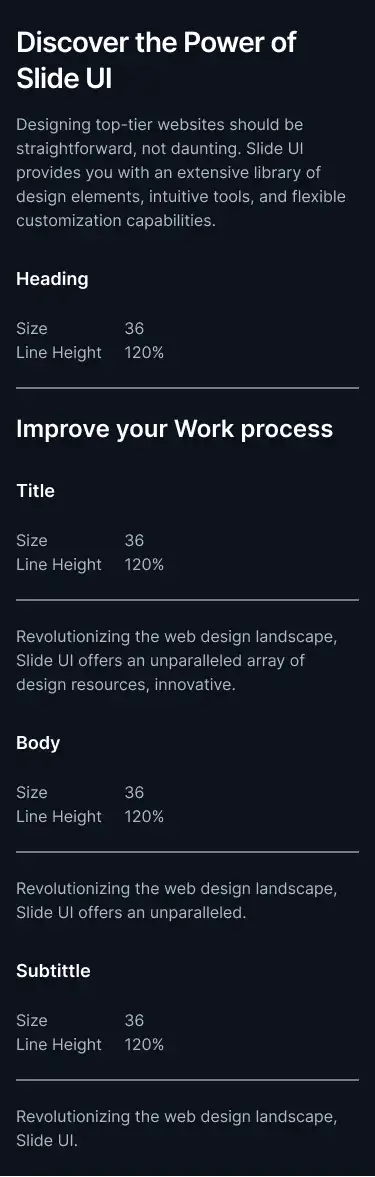 Discover the Power of
Slide UI
Designing top-tier websites should be
straightforward, not daunting. Slide UI
provides you with an extensive library of
design elements, intuitive tools, and flexible
customization capabilities.
Heading
Size 36
Line Height 120%
Improve your Work process
Title
Size 36
Line Height 120%
Revolutionizing the web design landscape,
Slide UI offers an unparalleled array of
design resources, innovative.
Body
Size 36
Line Height 120%
Revolutionizing the web design landscape,
Slide UI offers an unparalleled.
Subtittle
Size 36
Line Height 120%
Revolutionizing the web design landscape,
Slide UI.